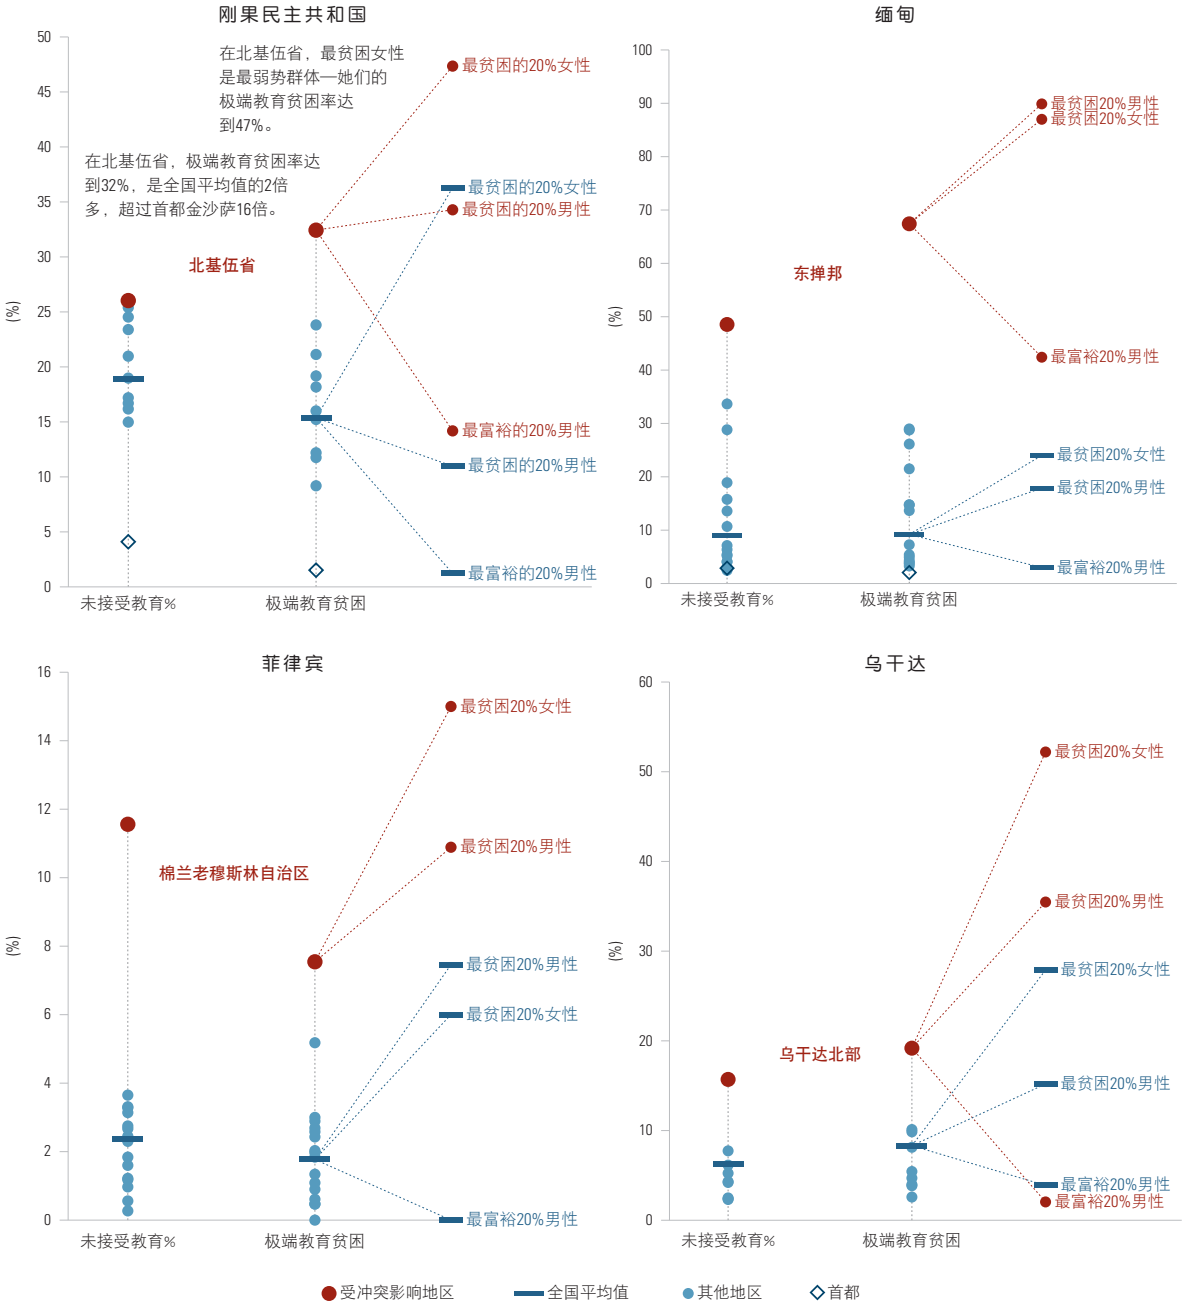 刚果民主共和国
50
45
40
35
30
25
20
15
10
5
0
(%)
在北基伍省，最贫困女性
是最弱势群体—她们的
极端教育贫困率达
到47%。
在北基伍省，极端教育贫困率达
到32%，是全国平均值的2倍
多，超过首都金沙萨16倍。
北基伍省
最贫困的20%女性
最贫困的20%女性
最贫困的20%男性
最富裕的20%男性
最贫困的20%男性
最富裕的20%男性
未接受教育%
极端教育贫困
缅甸
100
90
80
70
60
50
40
30
20
10
0
(%)
东掸邦
最贫困20%男性
最贫困20%女性
最富裕20%男性
最贫困20%女性
最贫困20%男性
最富裕20%男性
未接受教育%
极端教育贫困
菲律宾
16
14
12
10
8
6
4
2
0
(%)
棉兰老穆斯林自治区
最贫困20%女性
最贫困20%男性
最贫困20%男性
最贫困20%女性
最富裕20%男性
未接受教育%
极端教育贫困
乌干达
60
50
40
30
20
10
0
(%)
乌干达北部
最贫困20%女性
最贫困20%男性
最贫困20%女性
最贫困20%男性
最富裕20%男性
最富裕20%男性
未接受教育%
极端教育贫困
受冲突影响地区
全国平均值
其他地区
首都